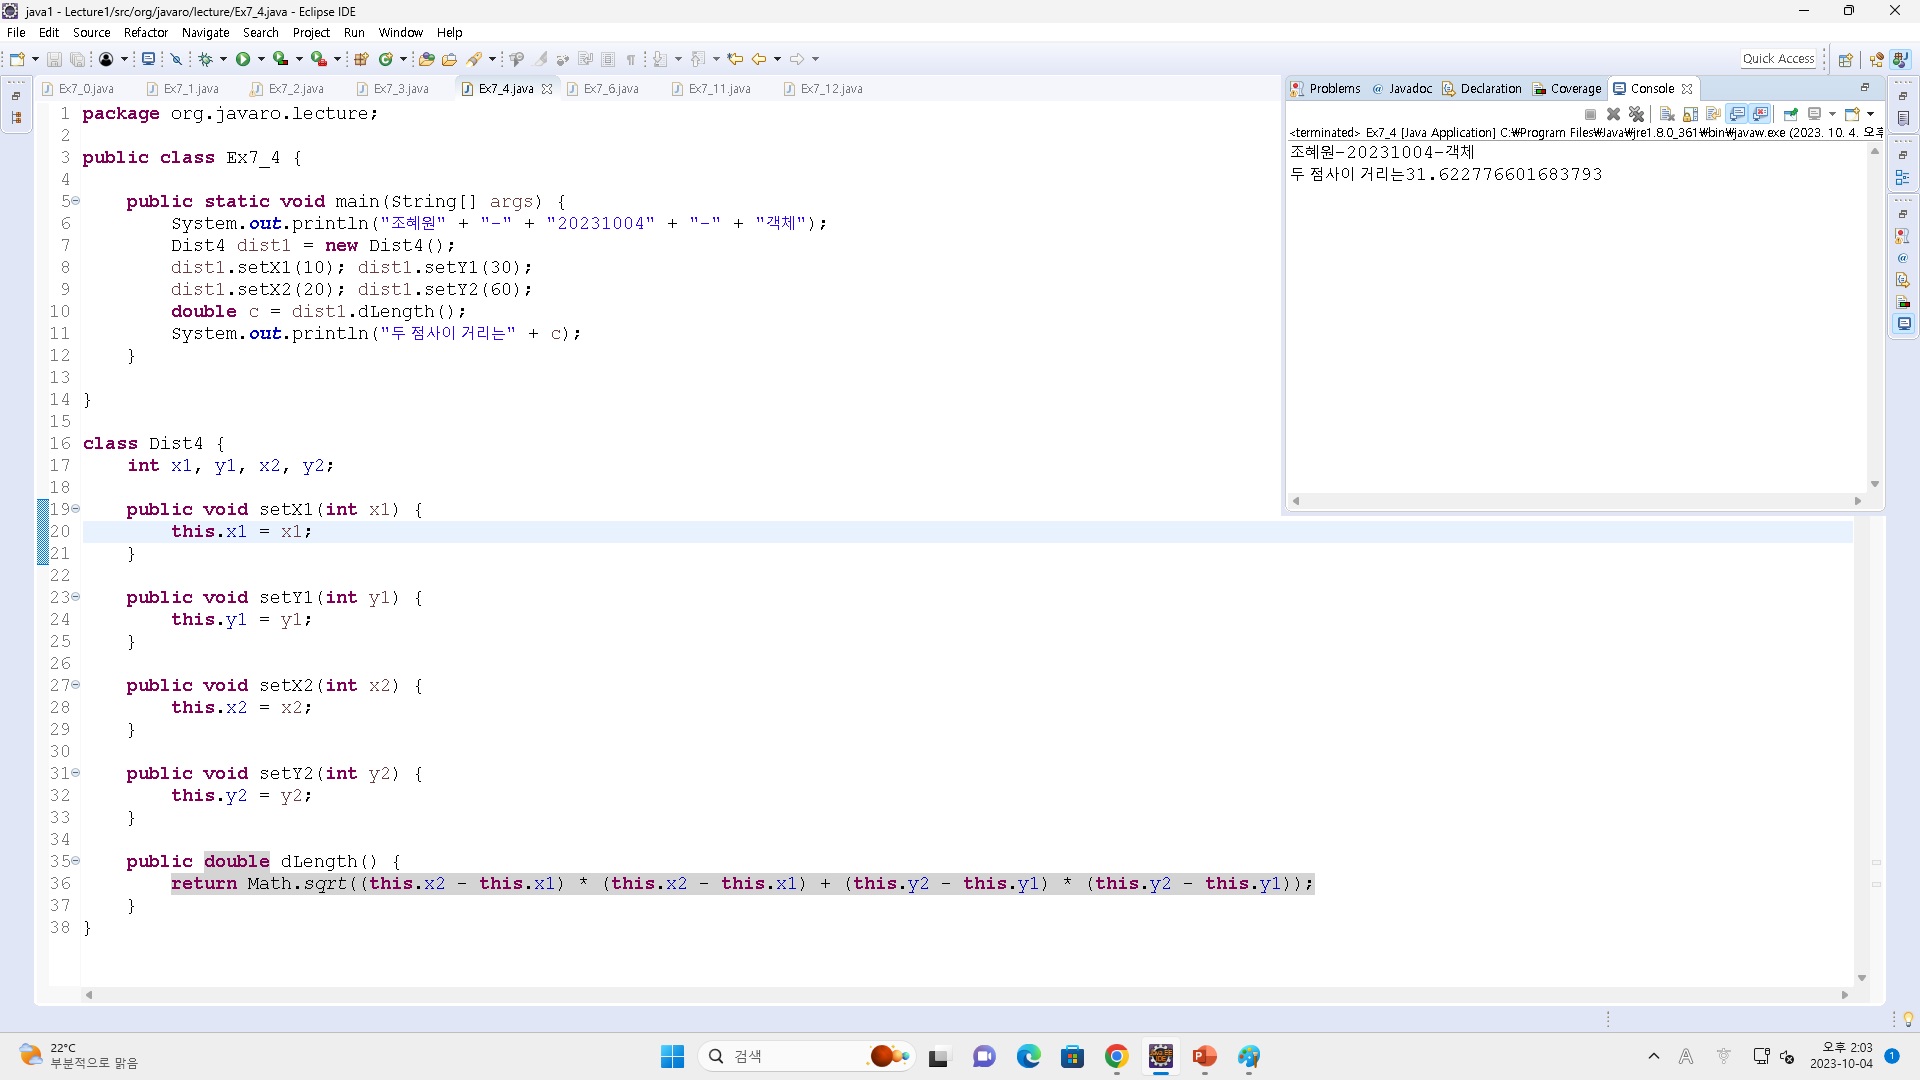 java1 - Lecture1/src/org/javaro/lecture/Ex7_4.java - Eclipse IDE
File Edit Source Refactor Navigate Search Project Run Window Help
Quick Access
Ex7_0.java Ex7_1.java Ex7_2.java Ex7_3.java Ex7_4.java Ex7_6.java Ex7_11.java Ex7_12.java
1 package org.javaro.lecture;
2
3 public class Ex7_4 {
4
5 public static void main(String[] args) {
6 System.out.println("조혜원" + "-" + "20231004" + "-" + "객체");
7 Dist4 dist1 = new Dist4();
8 dist1.setX1(10); dist1.setY1(30);
9 dist1.setX2(20); dist1.setY2(60);
10 double c = dist1.dLength();
11 System.out.println("두 점사이 거리는" + c);
12 }
13
14 }
15
16 class Dist4 {
17 int x1, y1, x2, y2;
18
19 public void setX1(int x1) {
20 this.x1 = x1;
21 }
22
23 public void setY1(int y1) {
24 this.y1 = y1;
25 }
26
27 public void setX2(int x2) {
28 this.x2 = x2;
29 }
30
31 public void setY2(int y2) {
32 this.y2 = y2;
33 }
34
35 public double dLength() {
36 return Math.sqrt((this.x2 - this.x1) * (this.x2 - this.x1) + (this.y2 - this.y1) * (this.y2 - this.y1));
37 }
38 }
Problems Javadoc Declaration Coverage Console
<terminated> Ex7_4 [Java Application] C:₩Program Files₩Java₩jre1.8.0_361₩bin₩javaw.exe (2023. 10. 4. 오후
조혜원-20231004-객체
두 점사이 거리는31.622776601683793
22°C
부분적으로 맑음
검색
A
오후 2:03
2023-10-04
1